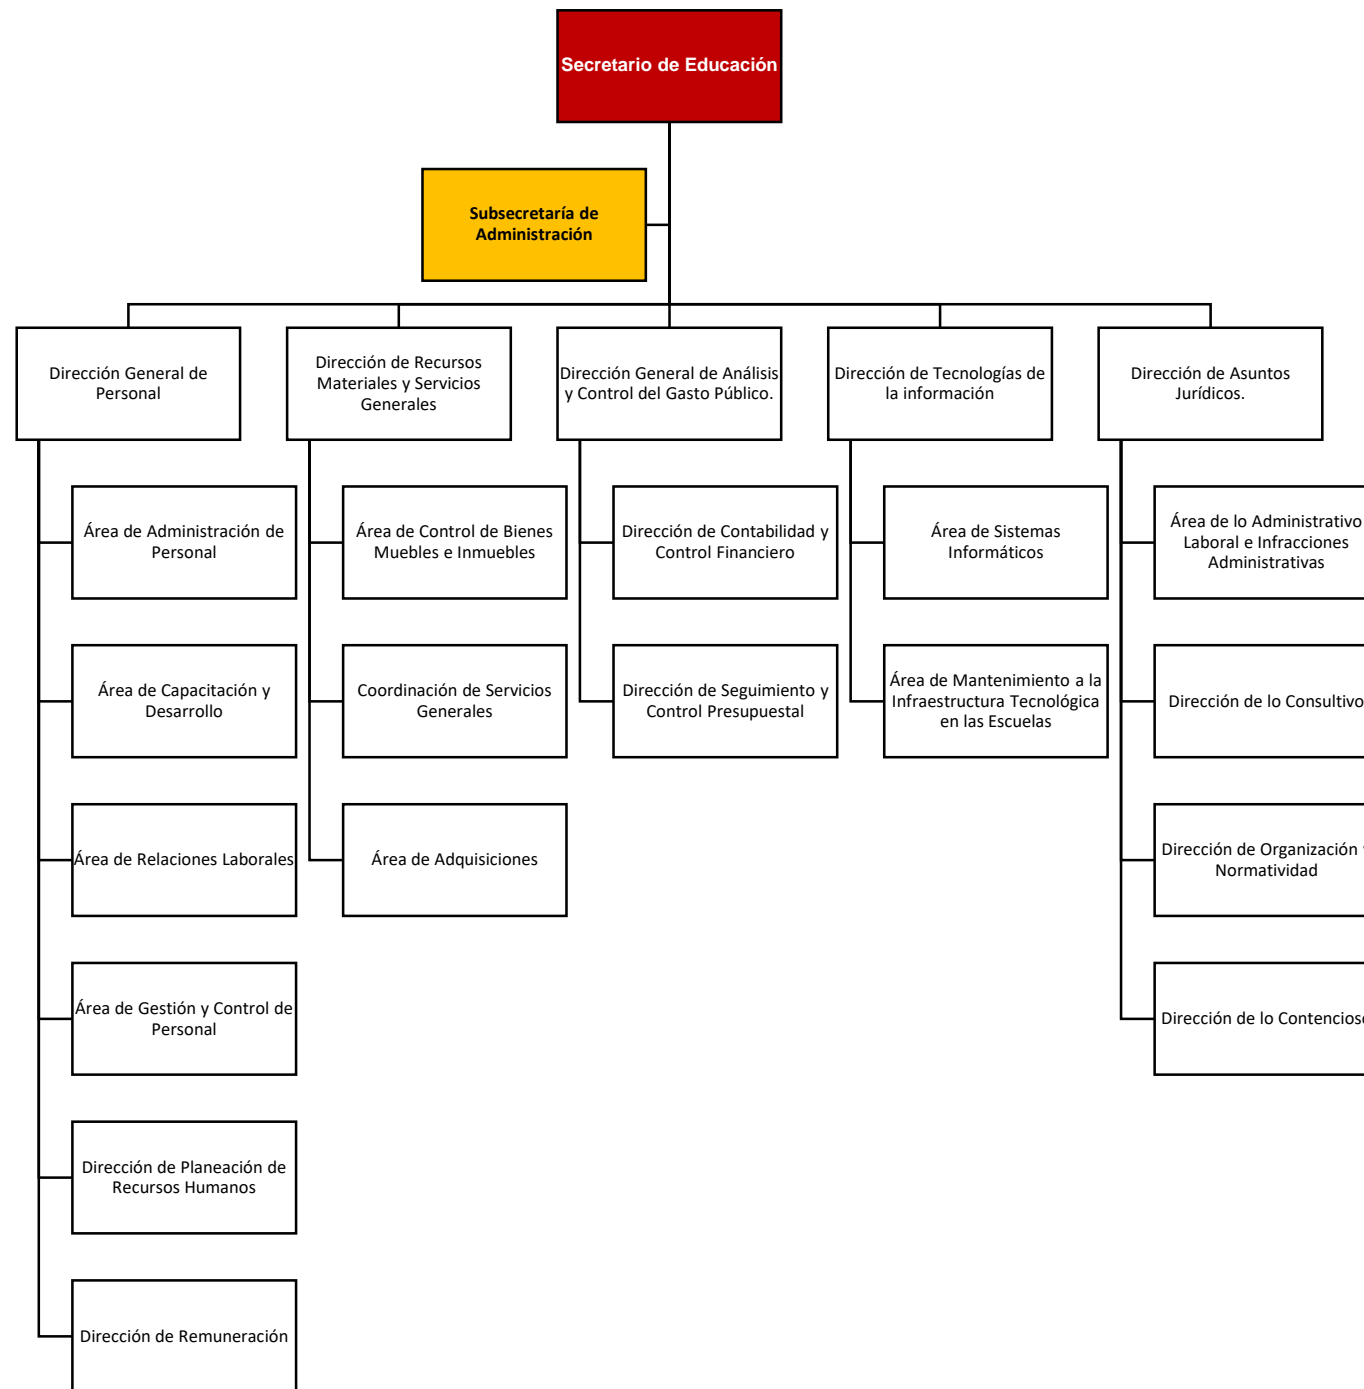 Secretario de Educación
Subsecretaría de
Administración
Dirección General de
Personal
Dirección de Recursos
Materiales y Servicios
Generales
Dirección General de Análisis
y Control del Gasto Público.
Dirección de Tecnologías de
la información
Dirección de Asuntos
Jurídicos.
Área de Administración de
Personal
Área de Control de Bienes
Muebles e Inmuebles
Dirección de Contabilidad y
Control Financiero
Área de Sistemas
Informáticos
Área de lo Administrativo
Laboral e Infracciones
Administrativas
Área de Capacitación y
Desarrollo
Coordinación de Servicios
Generales
Dirección de Seguimiento y
Control Presupuestal
Área de Mantenimiento a la
Infraestructura Tecnológica
en las Escuelas
Dirección de lo Consultivo
Área de Relaciones Laborales
Área de Adquisiciones
Dirección de Organización
Normatividad
Área de Gestión y Control de
Personal
Dirección de lo Contencioso
Dirección de Planeación de
Recursos Humanos
Dirección de Remuneración